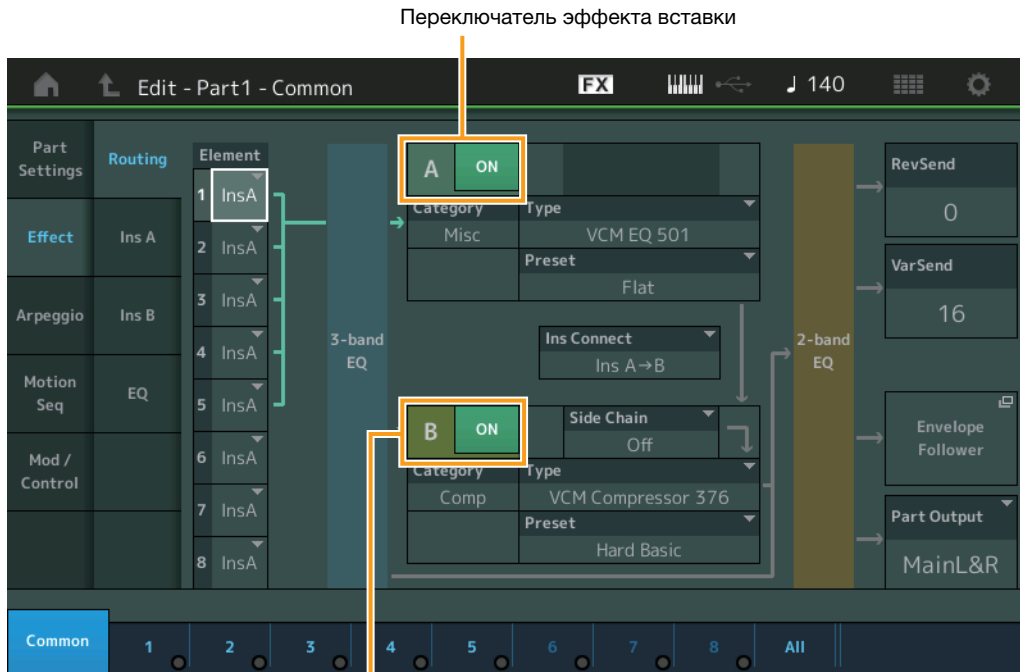 Переключатель эффекта вставки
Edit - Part1 - Common
FX
♩ 140
Part
Settings
Effect
Arpeggio
Motion
Seq
Mod /
Control
Routing
Ins A
Ins B
EQ
Element
1 InsA
2 InsA
3 InsA
4 InsA
5 InsA
6 InsA
7 InsA
8 InsA
3-band
EQ
A ON
Category
Misc
Type
VCM EQ 501
Preset
Flat
Ins Connect
Ins A→B
B ON
Side Chain
Off
Category
Comp
Type
VCM Compressor 376
Preset
Hard Basic
2-band
EQ
RevSend
0
VarSend
16
Envelope
Follower
Part Output
MainL&R
Common 1 2 3 4 5 6 7 8 All